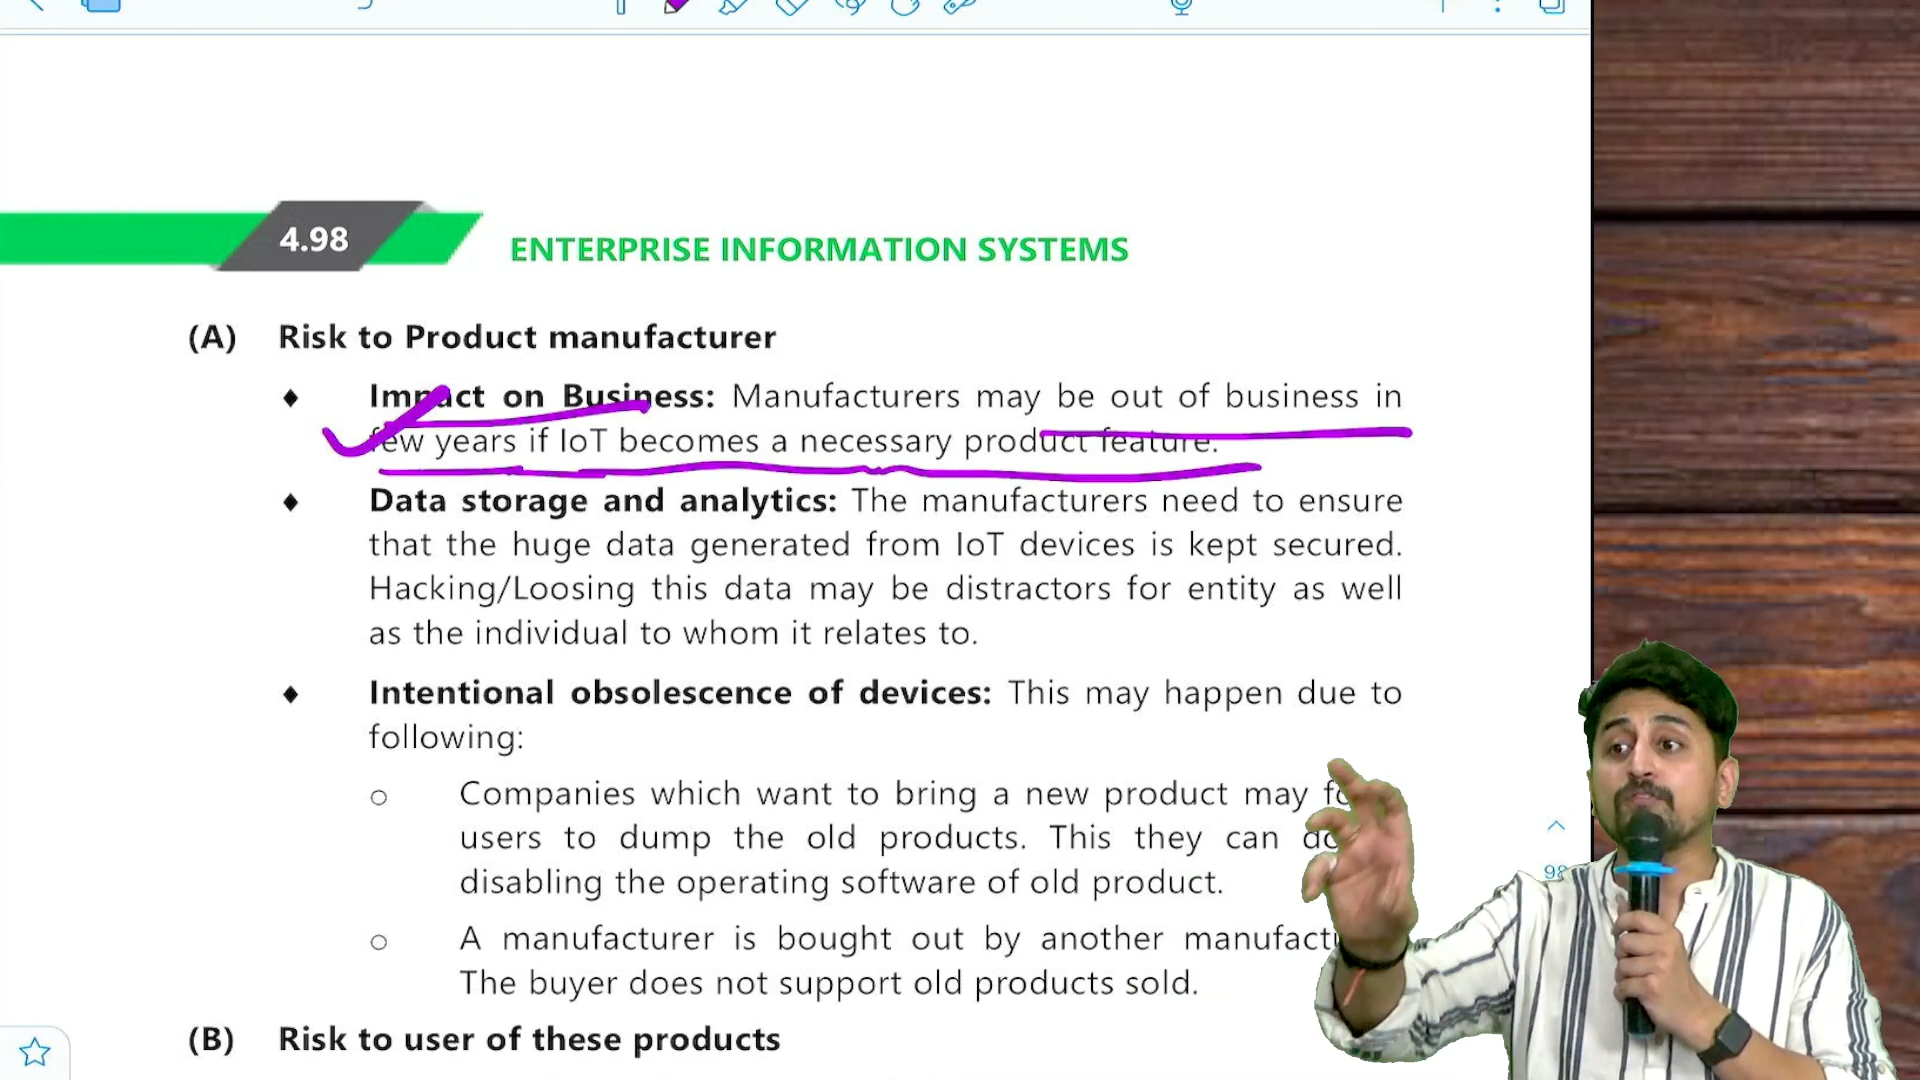 4.98
ENTERPRISE INFORMATION SYSTEMS
(A) Risk to Product manufacturer
♦ Impact on Business: Manufacturers may be out of business in
few years if IoT becomes a necessary product feature.
♦ Data storage and analytics: The manufacturers need to ensure
that the huge data generated from IoT devices is kept secured.
Hacking/Loosing this data may be distractors for entity as well
as the individual to whom it relates to.
♦ Intentional obsolescence of devices: This may happen due to
following:
○ Companies which want to bring a new product may
users to dump the old products. This they can
disabling the operating software of old product.
○ A manufacturer is bought out by another
The buyer does not support old products sold.
98
(B) Risk to user of these products